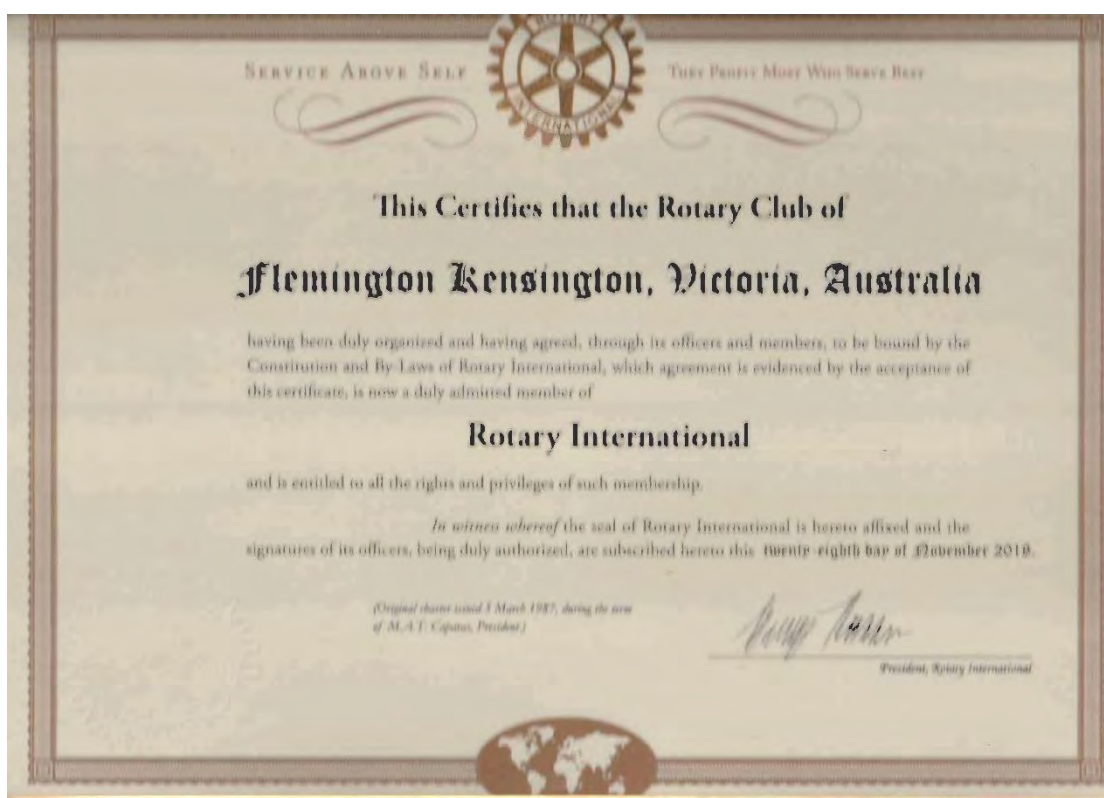 ROTARY
INTERNATIONAL
SERVICE ABOVE SELF
THEY PROFIT MOST WHO SERVE BEST
This Certifies that the Rotary Club of
Flemington Kensington, Victoria, Australia
having been duly organized and having agreed, through its officers and members, to be bound by the
Constitution and By-Laws of Rotary International, which agreement is evidenced by the acceptance of
this certificate, is now a duly admitted member of
Rotary International
and is entitled to all the rights and privileges of such membership.
In witness whereof the seal of Rotary International is hereto affixed and the
signatures of its officers, being duly authorized, are subscribed hereto this twenty-eighth day of November
(Original charter issued March 1987, during the term
of M.A.T. Caparas, President)
President, Rotary International